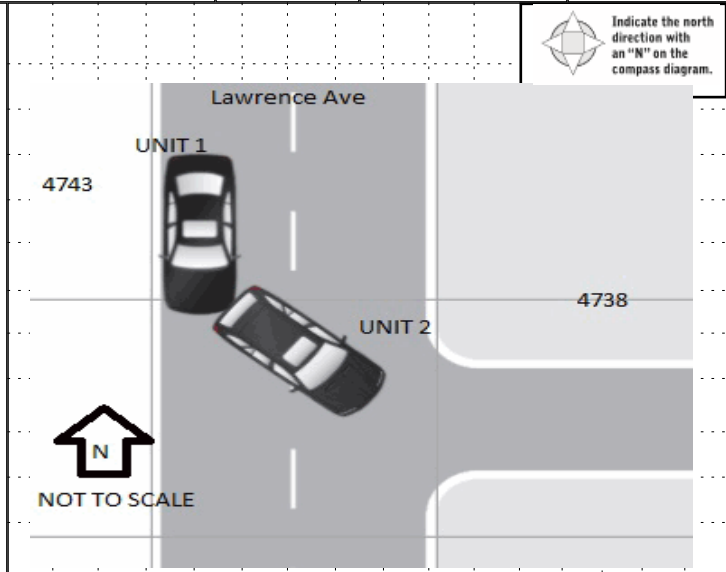 Indicate the north
direction with
an “N” on the
compass diagram.
Lawrence Ave
UNIT 1
4743
4738
UNIT 2
N
NOT TO SCALE